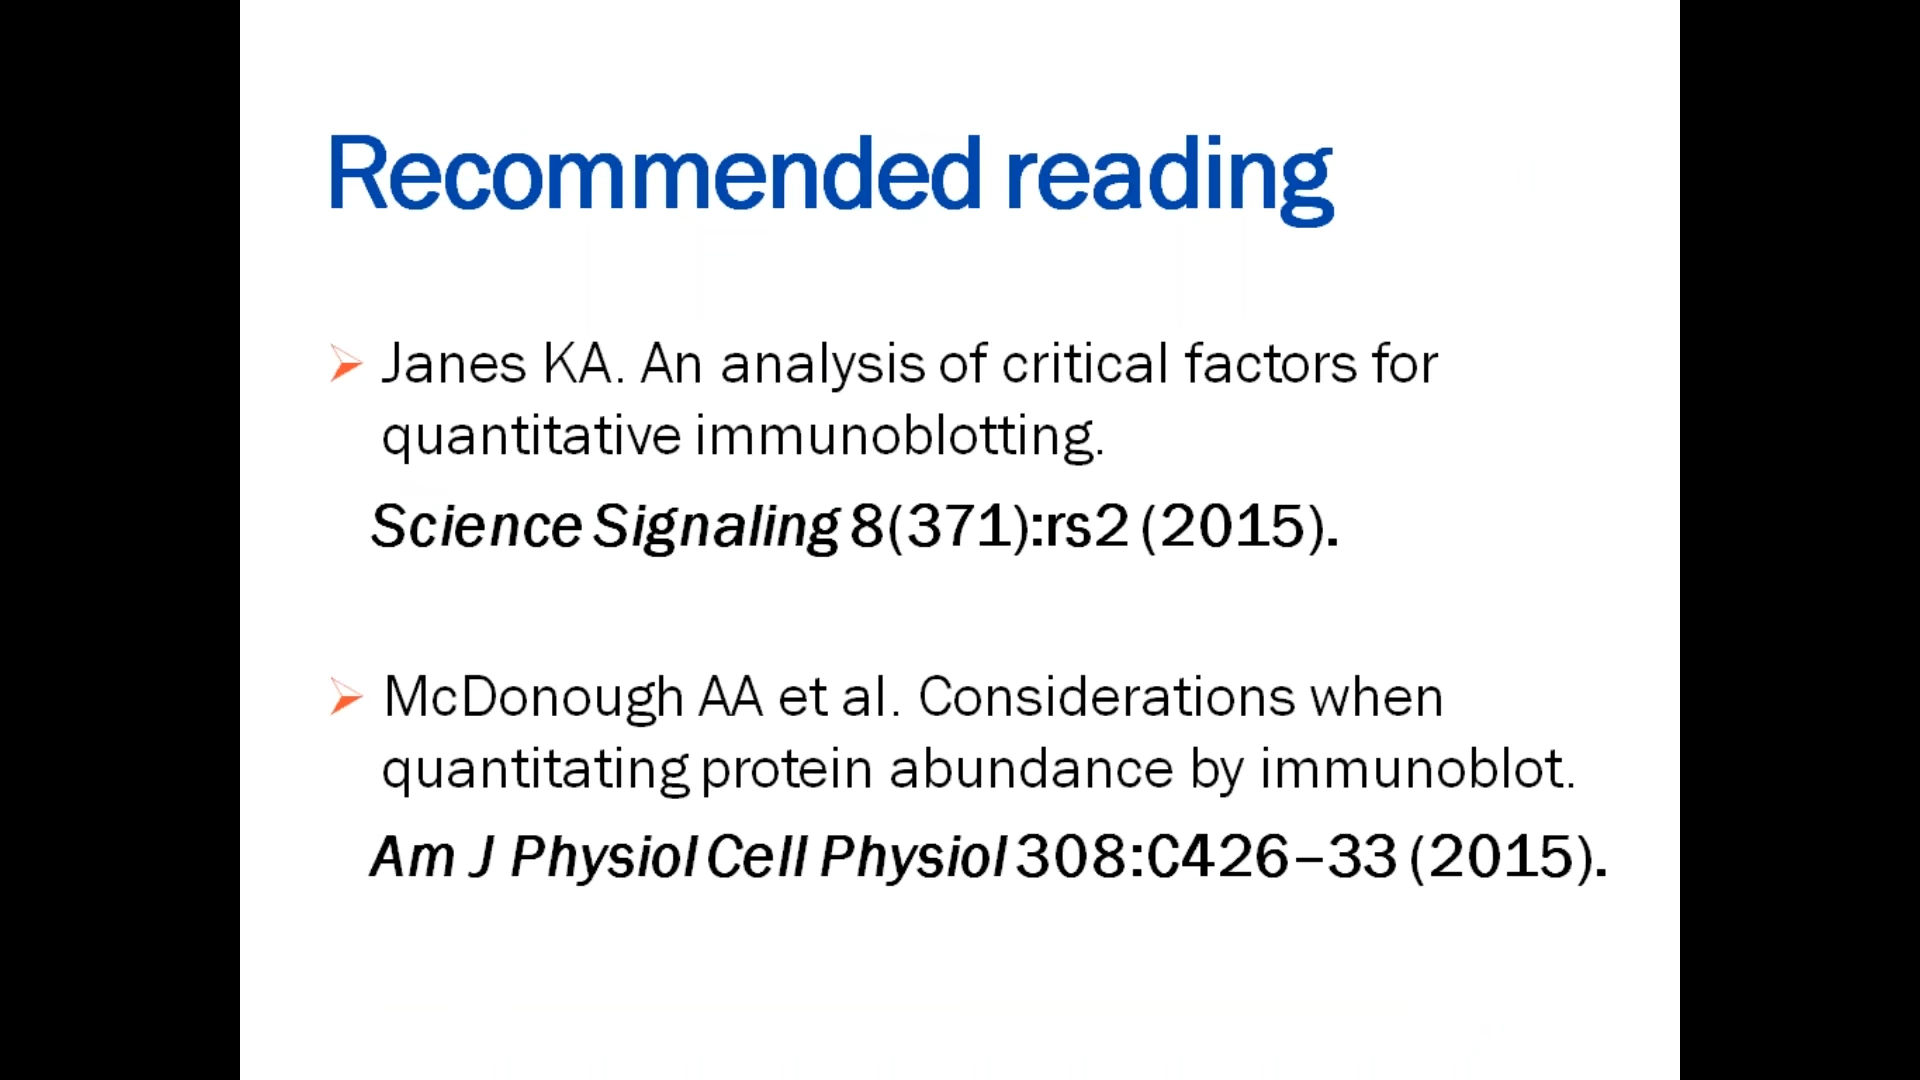 Recommended reading
Janes KA. An analysis of critical factors for
quantitative immunoblotting.
Science Signaling 8(371):rs2 (2015).
McDonough AA et al. Considerations when
quantitating protein abundance by immunoblot.
Am J Physiol Cell Physiol 308:C426–33 (2015).